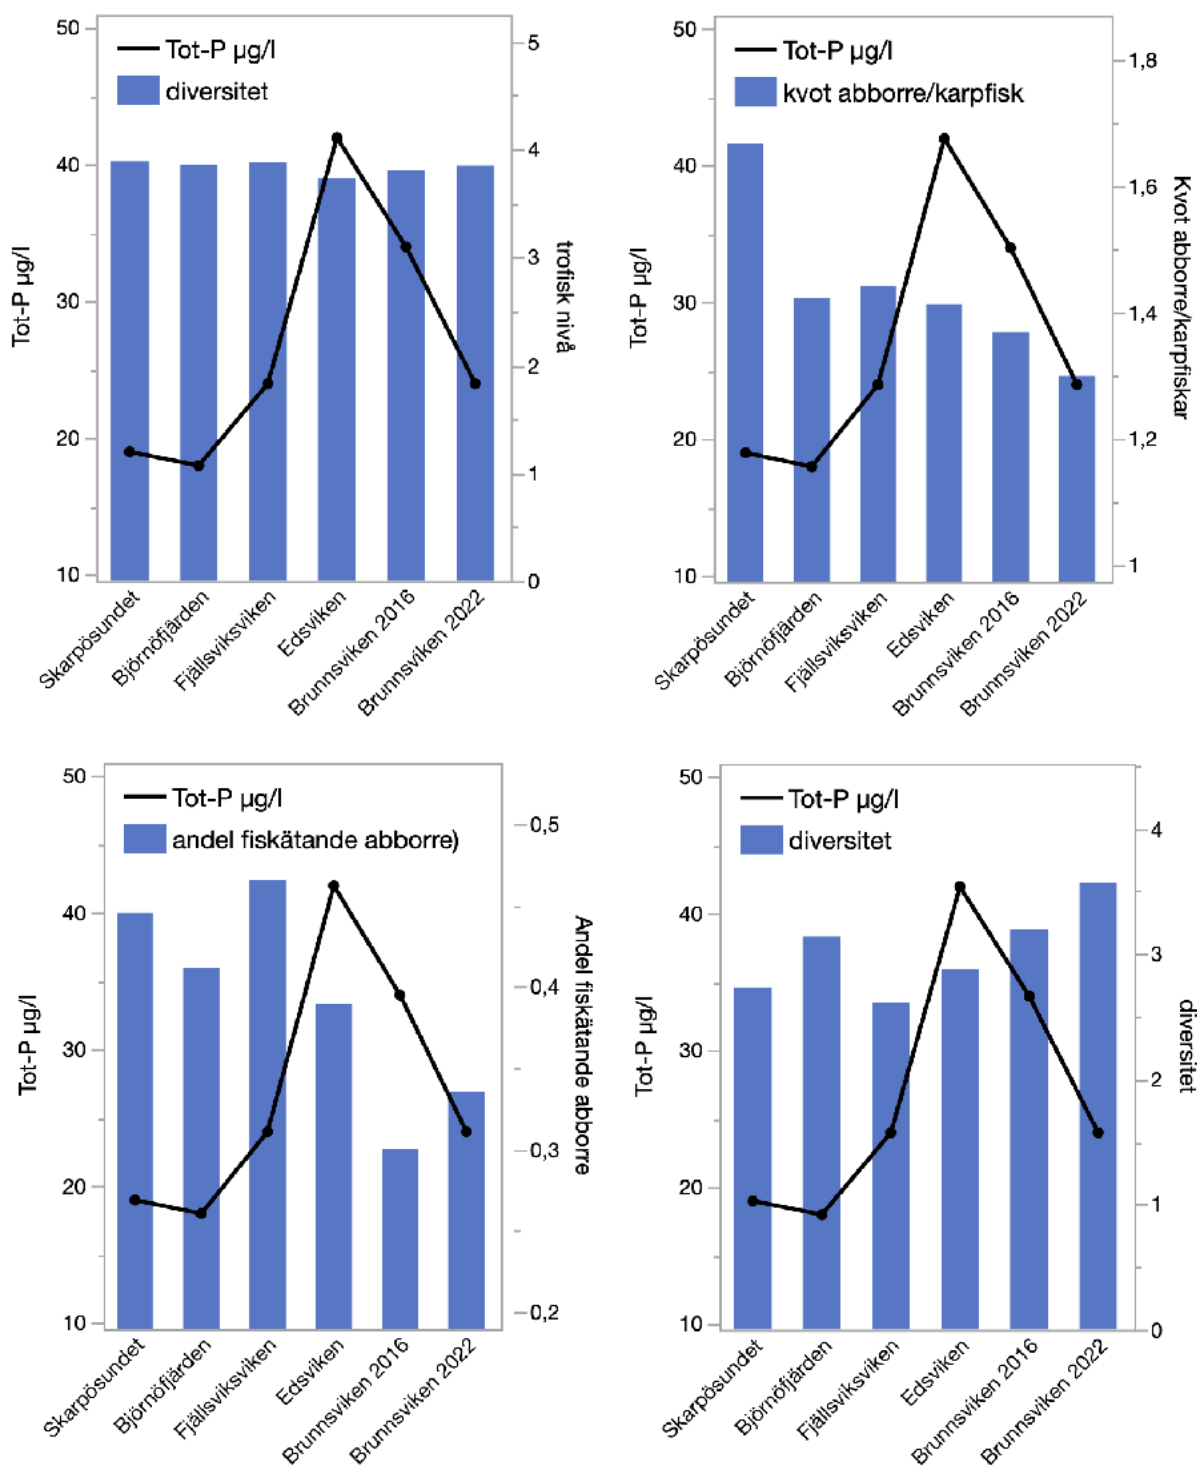 50
40
30
20
10
Tot-P µg/l
Tot-P µg/l
diversitet
5
4
3
2
1
0
trofisk nivå
Skarpösundet
Björnöfjärden
Fjällsviksviken
Edsviken
Brunnsviken 2016
Brunnsviken 2022
50
40
30
20
10
Tot-P µg/l
Tot-P µg/l
kvot abborre/karpfisk
1,8
1,6
1,4
1,2
1
Kvot abborre/karpfiskar
Skarpösundet
Björnöfjärden
Fjällsviksviken
Edsviken
Brunnsviken 2016
Brunnsviken 2022
50
40
30
20
10
Tot-P µg/l
Tot-P µg/l
andel fiskätande abborre)
0,5
0,4
0,3
0,2
Andel fiskätande abborre
Skarpösundet
Björnöfjärden
Fjällsviksviken
Edsviken
Brunnsviken 2016
Brunnsviken 2022
50
40
30
20
10
Tot-P µg/l
Tot-P µg/l
diversitet
4
3
2
1
0
diversitet
Skarpösundet
Björnöfjärden
Fjällsviksviken
Edsviken
Brunnsviken 2016
Brunnsviken 2022